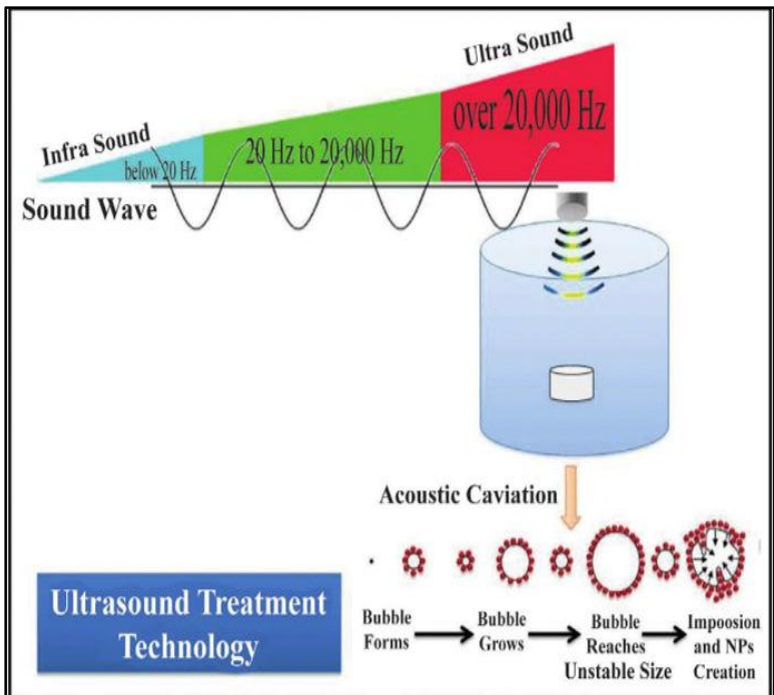 Ultra Sound
over 20,000 Hz
Infra Sound
below 20 Hz
20 Hz to 20,000 Hz
Sound Wave
Acoustic Caviation
Ultrasound Treatment
Technology
Bubble
Forms
Bubble
Grows
Bubble
Reaches
Unstable Size
Impoosion
and NPs
Creation